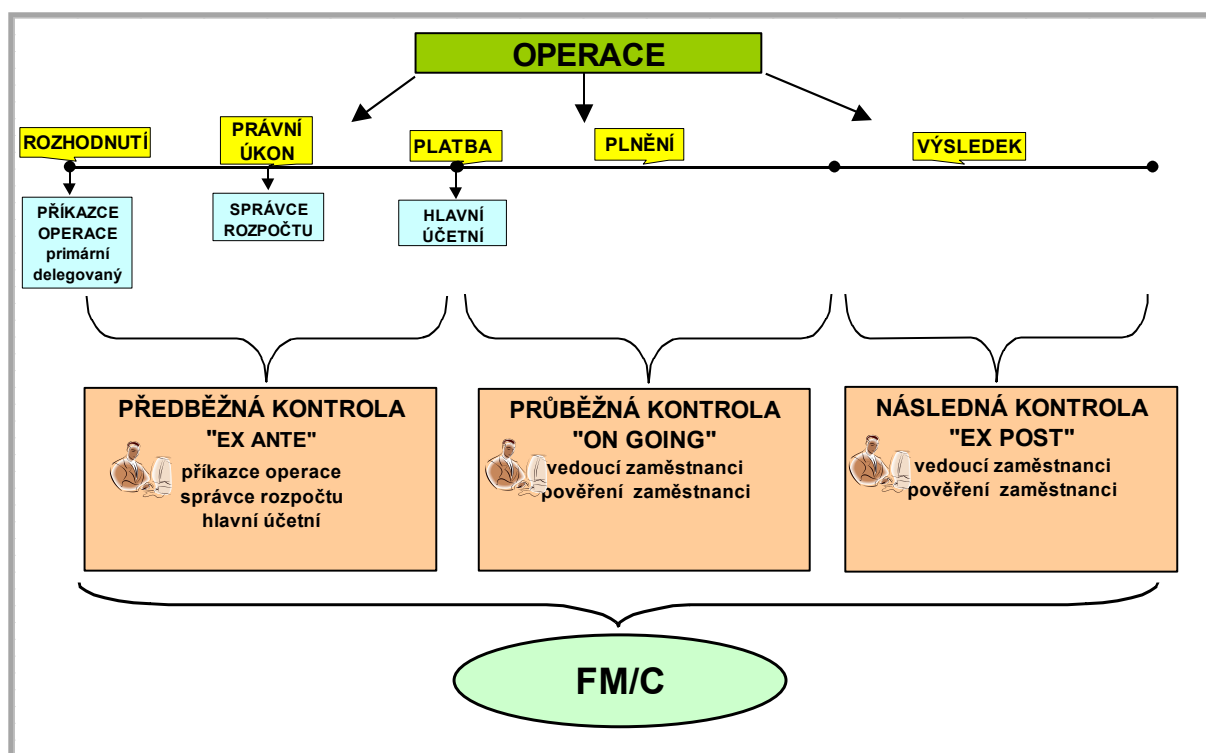 OPERACE
ROZHODNUTÍ
PRÁVNÍ
ÚKON
PLATBA
PLNĚNÍ
VÝSLEDEK
PŘÍKAZCE
OPERACE
primární
delegovaný
SPRÁVCE
ROZPOČTU
HLAVNÍ
ÚČETNÍ
PŘEDBĚŽNÁ KONTROLA
"EX ANTE"
příkazce operace
správce rozpočtu
hlavní účetní
PRŮBĚŽNÁ KONTROLA
"ON GOING"
vedoucí zaměstnanci
pověření zaměstnanci
NÁSLEDNÁ KONTROLA
"EX POST"
vedoucí zaměstnanci
pověření zaměstnanci
FM/C